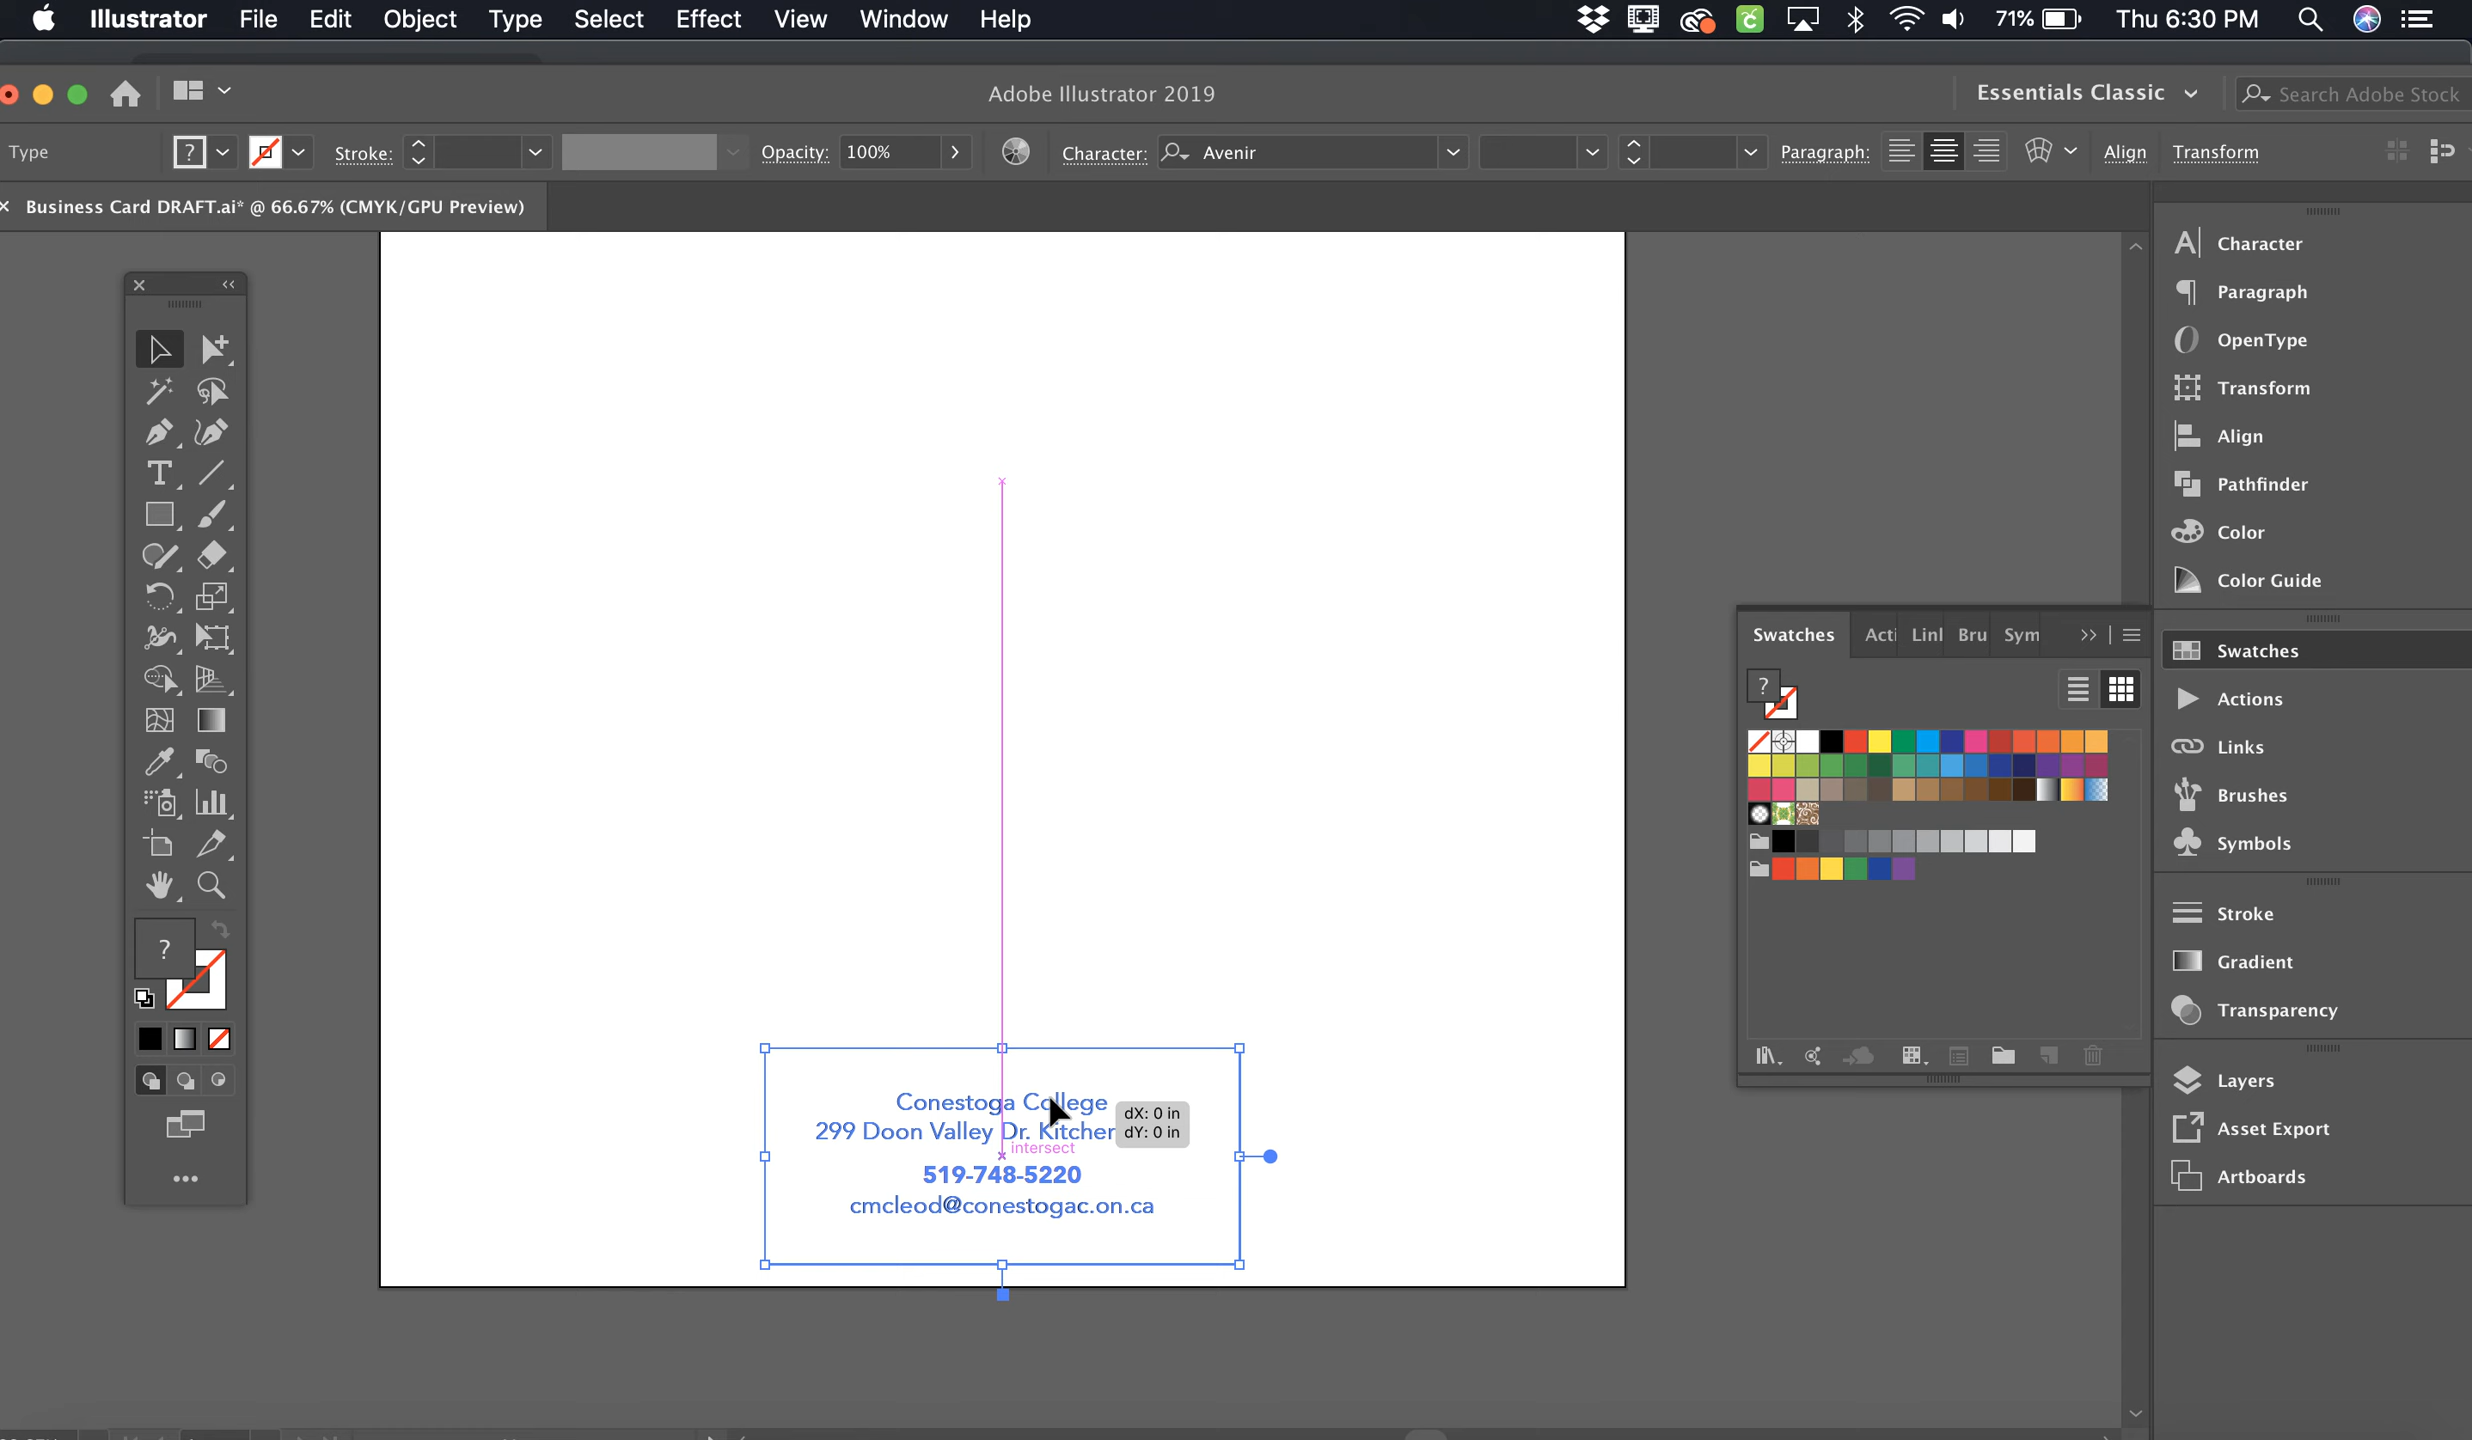 Illustrator File Edit Object Type Select Effect View Window Help
71% Thu 6:30 PM
Adobe Illustrator 2019
Essentials Classic
Search Adobe Stock
Type ? Stroke: Opacity: 100% Character: Avenir Paragraph: Align Transform
Business Card DRAFT.ai* @ 66.67% (CMYK/GPU Preview)
Character
Paragraph
OpenType
Transform
Align
Pathfinder
Color
Color Guide
Swatches Acti Linl Bru Sym
?
Swatches
Actions
Links
Brushes
Symbols
Stroke
Gradient
Transparency
Layers
Asset Export
Artboards
?
Conestoga College
299 Doon Valley Dr. Kitchen
dX: 0 in
dY: 0 in
intersect
519-748-5220
cmcleod@conestogac.on.ca